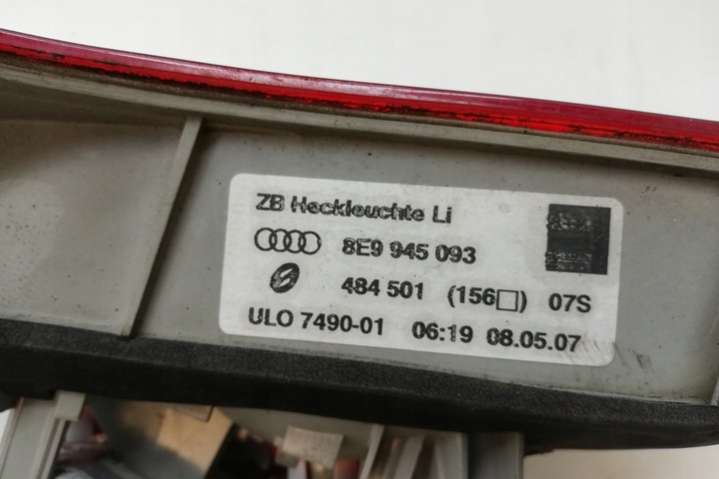 ZB Heckleuchte Li
8E9 945 093
484 501 (156□) 07S
ULO 7490-01 06:19 08.05.07